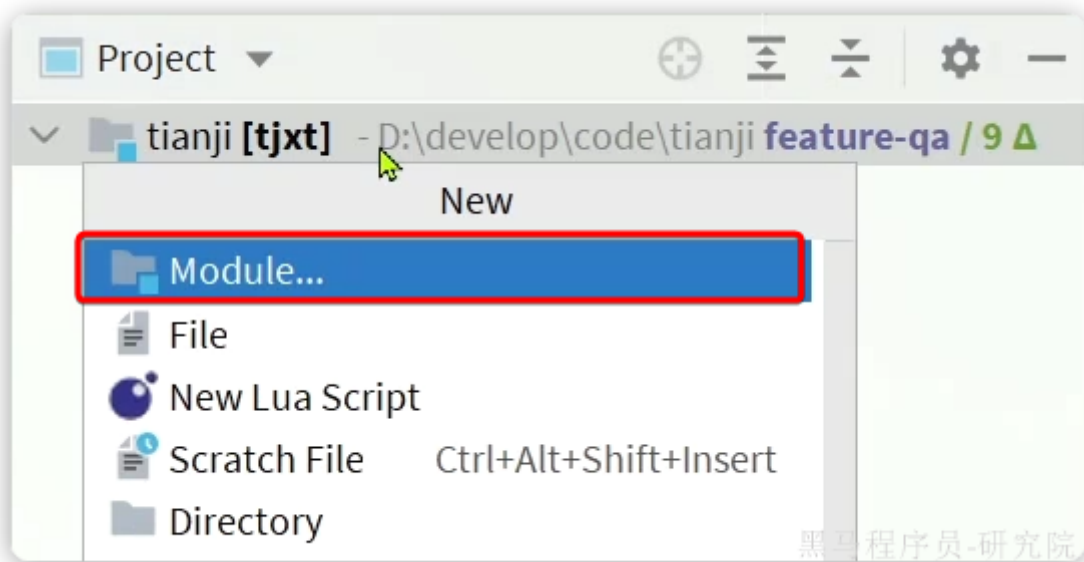 Project
tianji [tjxt] - D:\develop\code\tianji feature-qa / 9 Δ
New
Module...
File
New Lua Script
Scratch File Ctrl+Alt+Shift+Insert
Directory
黑马程序员-研究院